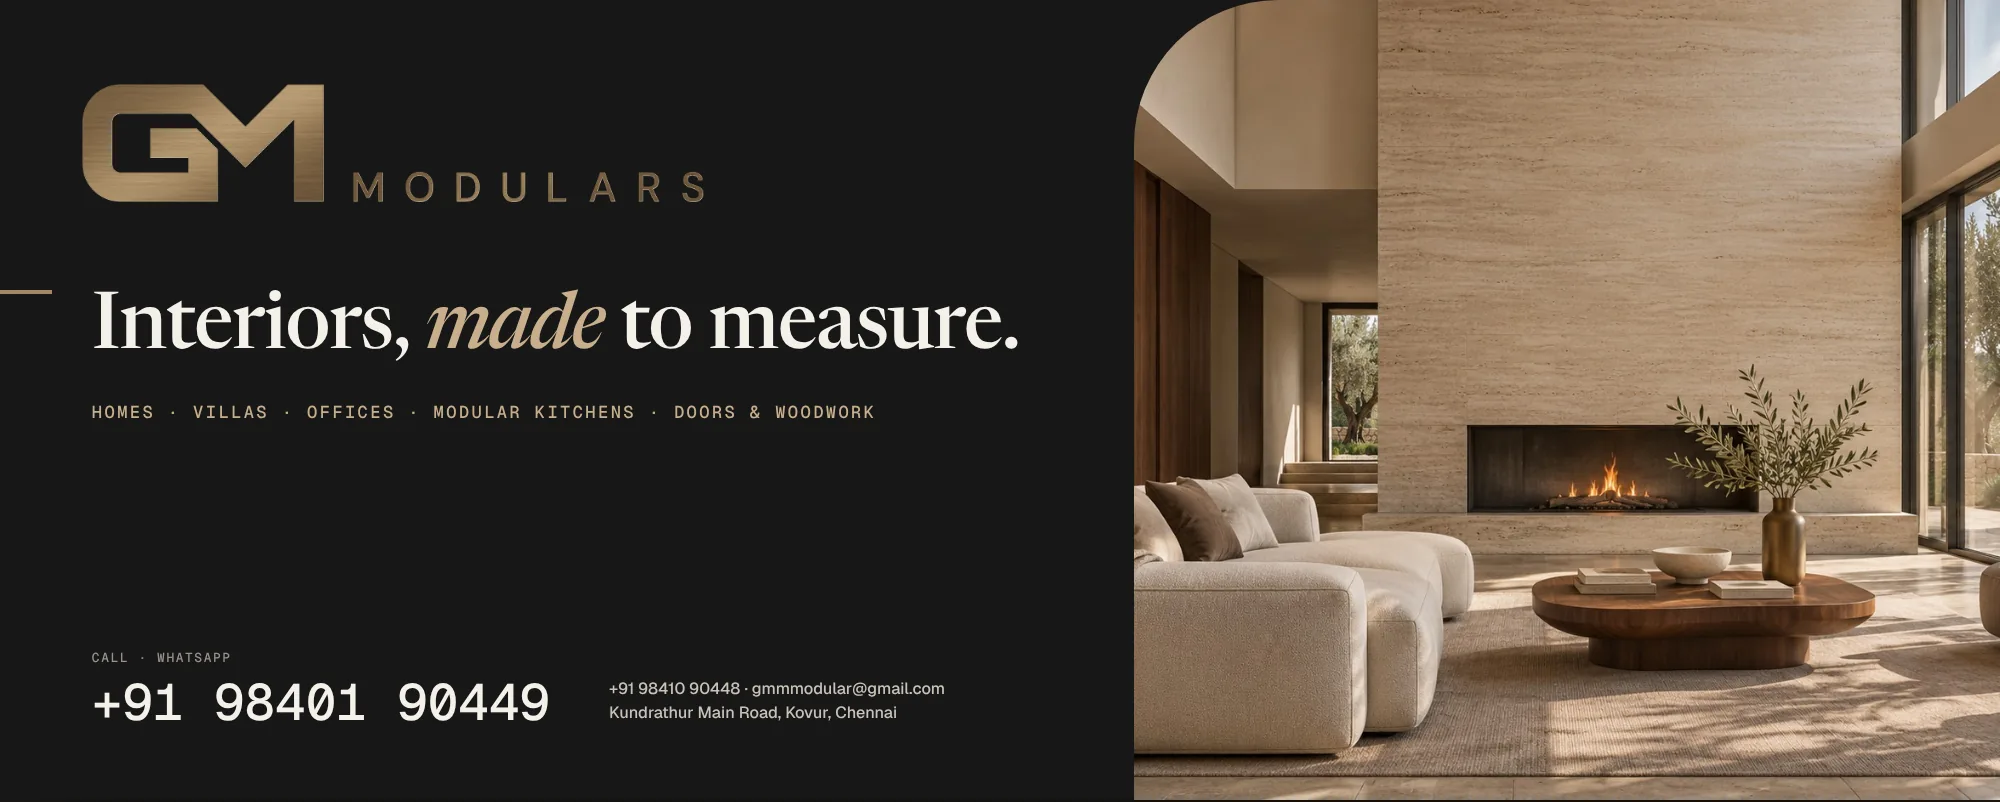 GM MODULARS
Interiors, made to measure.
HOMES · VILLAS · OFFICES · MODULAR KITCHENS · DOORS & WOODWORK
CALL · WHATSAPP
+91 98401 90449
+91 98410 90448 · gmmmodular@gmail.com
Kundrathur Main Road, Kovur, Chennai